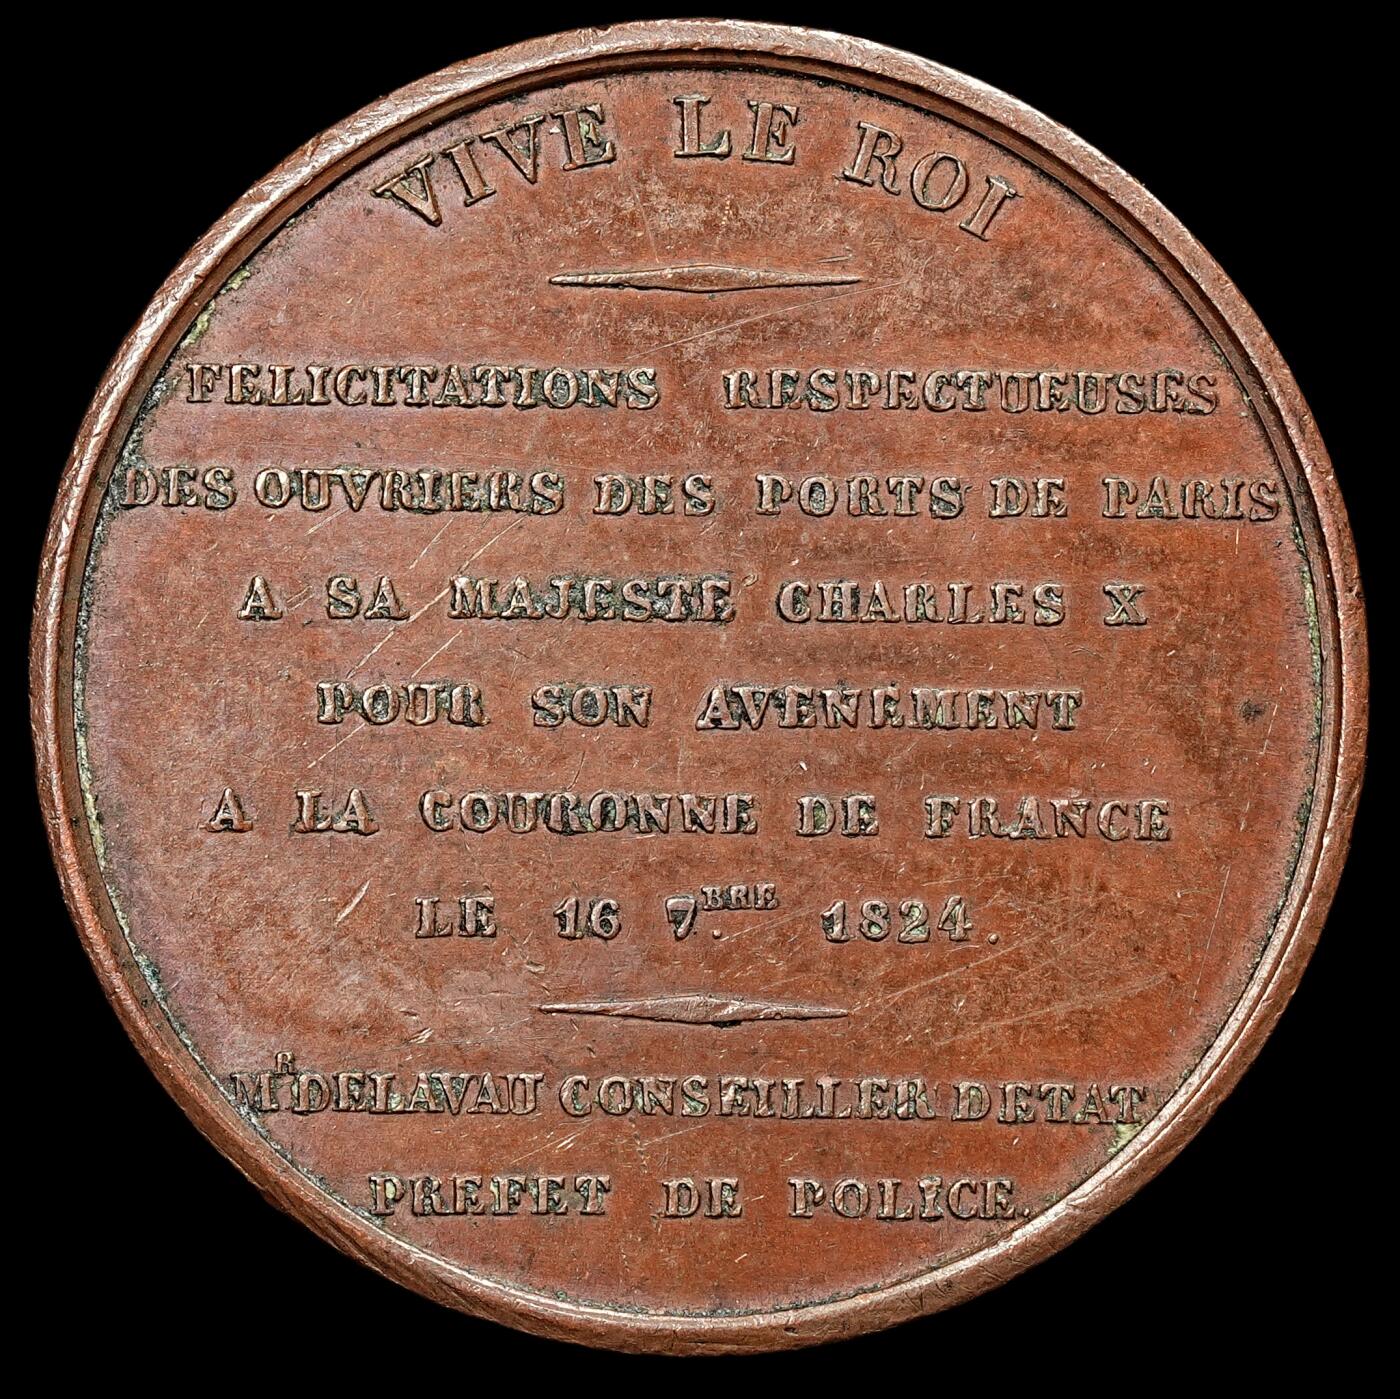 VIVE LE ROI
FELICITATIONS RESPECTUEUSES
DES OUVRIERS DES PORTS DE PARIS
A SA MAJESTE CHARLES X
POUR SON AVENEMENT
A LA COURONNE DE FRANCE
LE 16 7.BRE 1824.
MR DELAVAU CONSEILLER DETAT
PREFET DE POLICE.